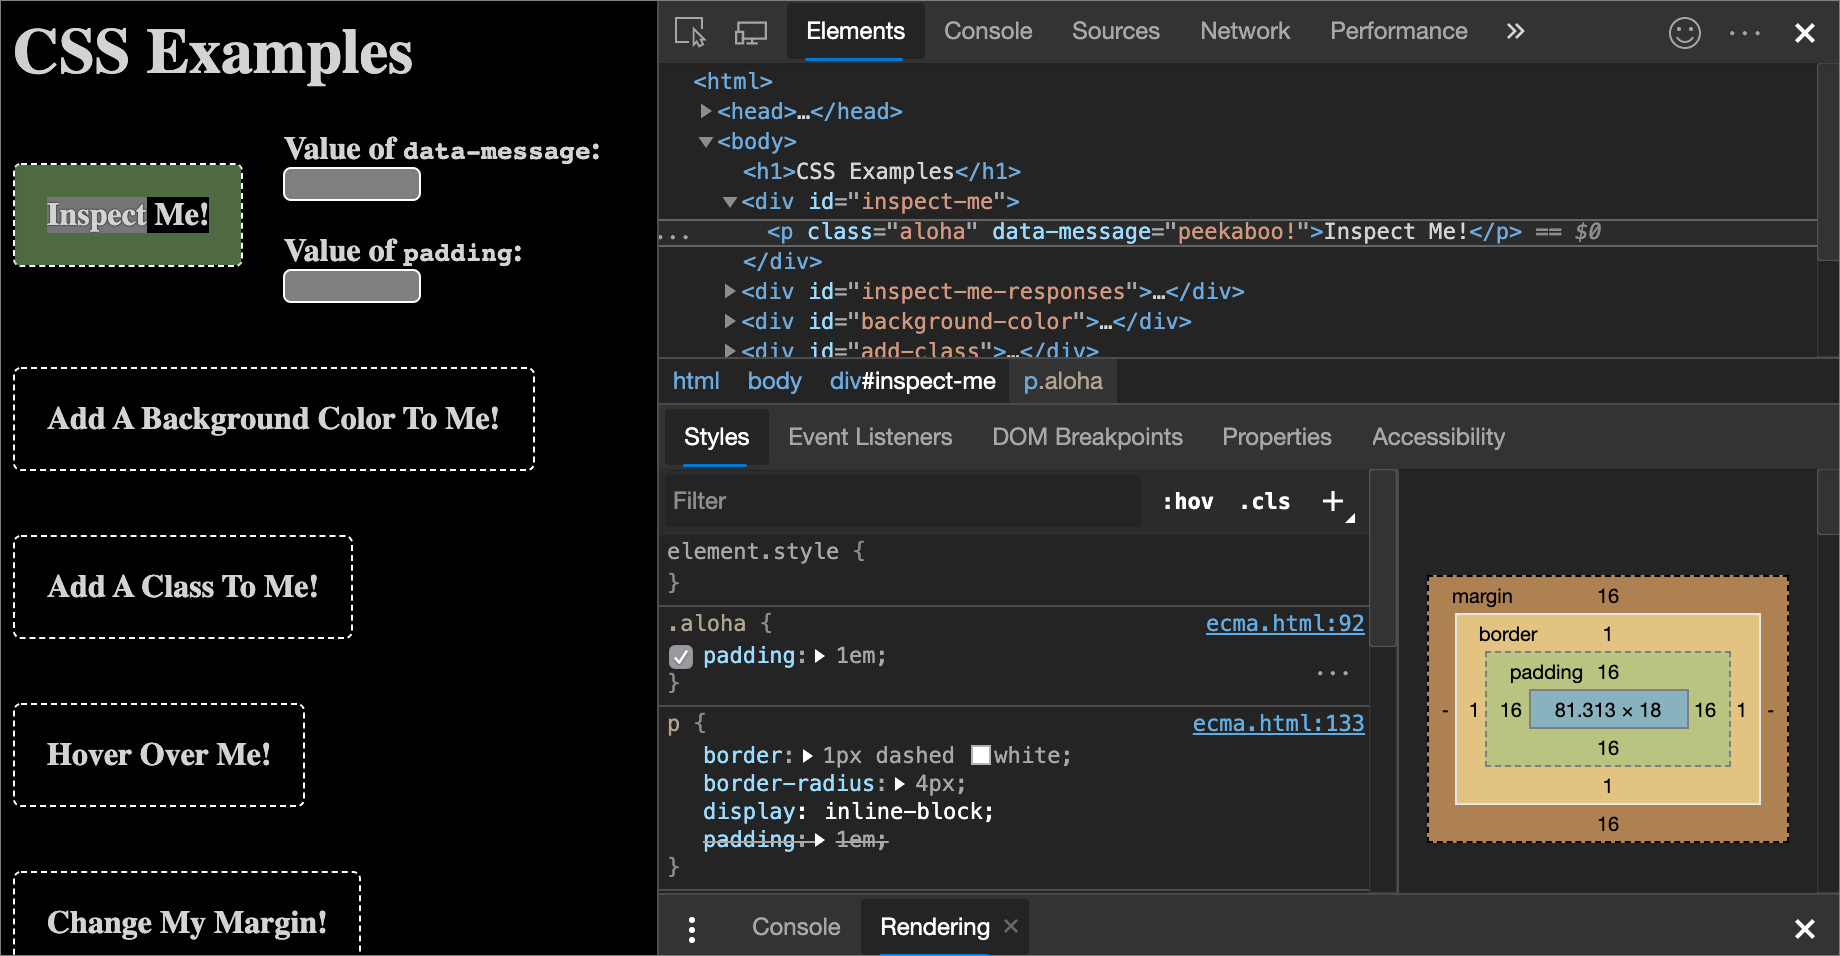 CSS Examples
Inspect Me!
Value of data-message:
Value of padding:
Add A Background Color To Me!
Add A Class To Me!
Hover Over Me!
Change My Margin!
Elements Console Sources Network Performance
<html>
<head>…</head>
<body>
<h1>CSS Examples</h1>
<div id="inspect-me">
... <p class="aloha" data-message="peekaboo!">Inspect Me!</p> == $0
</div>
<div id="inspect-me-responses">…</div>
<div id="background-color">…</div>
<div id="add-class">…</div>
html body div#inspect-me p.aloha
Styles Event Listeners DOM Breakpoints Properties Accessibility
Filter :hov .cls +
element.style {
}
.aloha { ecma.html:92
padding: 1em;
}
p { ecma.html:133
border: 1px dashed white;
border-radius: 4px;
display: inline-block;
padding: 1em;
}
margin 16
border 1
padding 16
- 1 16 81.313 × 18 16 1 -
16
1
16
Console Rendering